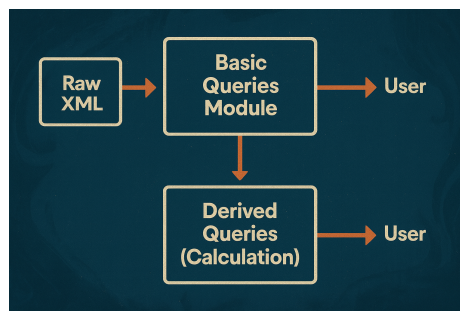 Raw
XML
Basic
Queries
Module
User
Derived
Queries
(Calculation)
User